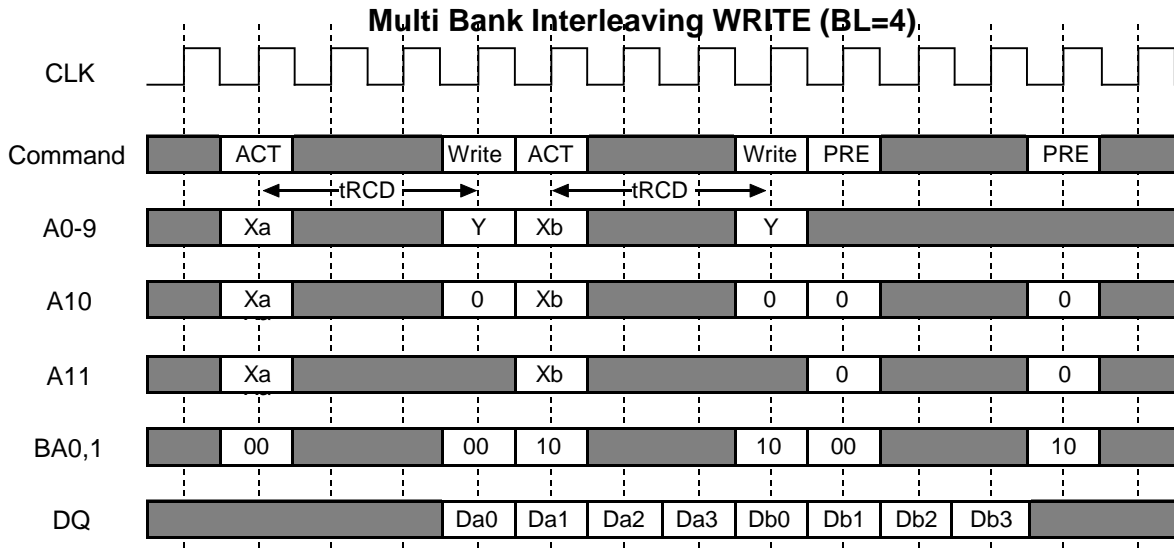 Multi Bank Interleaving WRITE (BL=4)
CLK
Command ACT Write ACT Write PRE PRE
tRCD tRCD
A0-9 Xa Y Xb Y
A10 Xa 0 Xb 0 0 0
A11 Xa Xb 0 0
BA0,1 00 00 10 10 00 10
DQ Da0 Da1 Da2 Da3 Db0 Db1 Db2 Db3